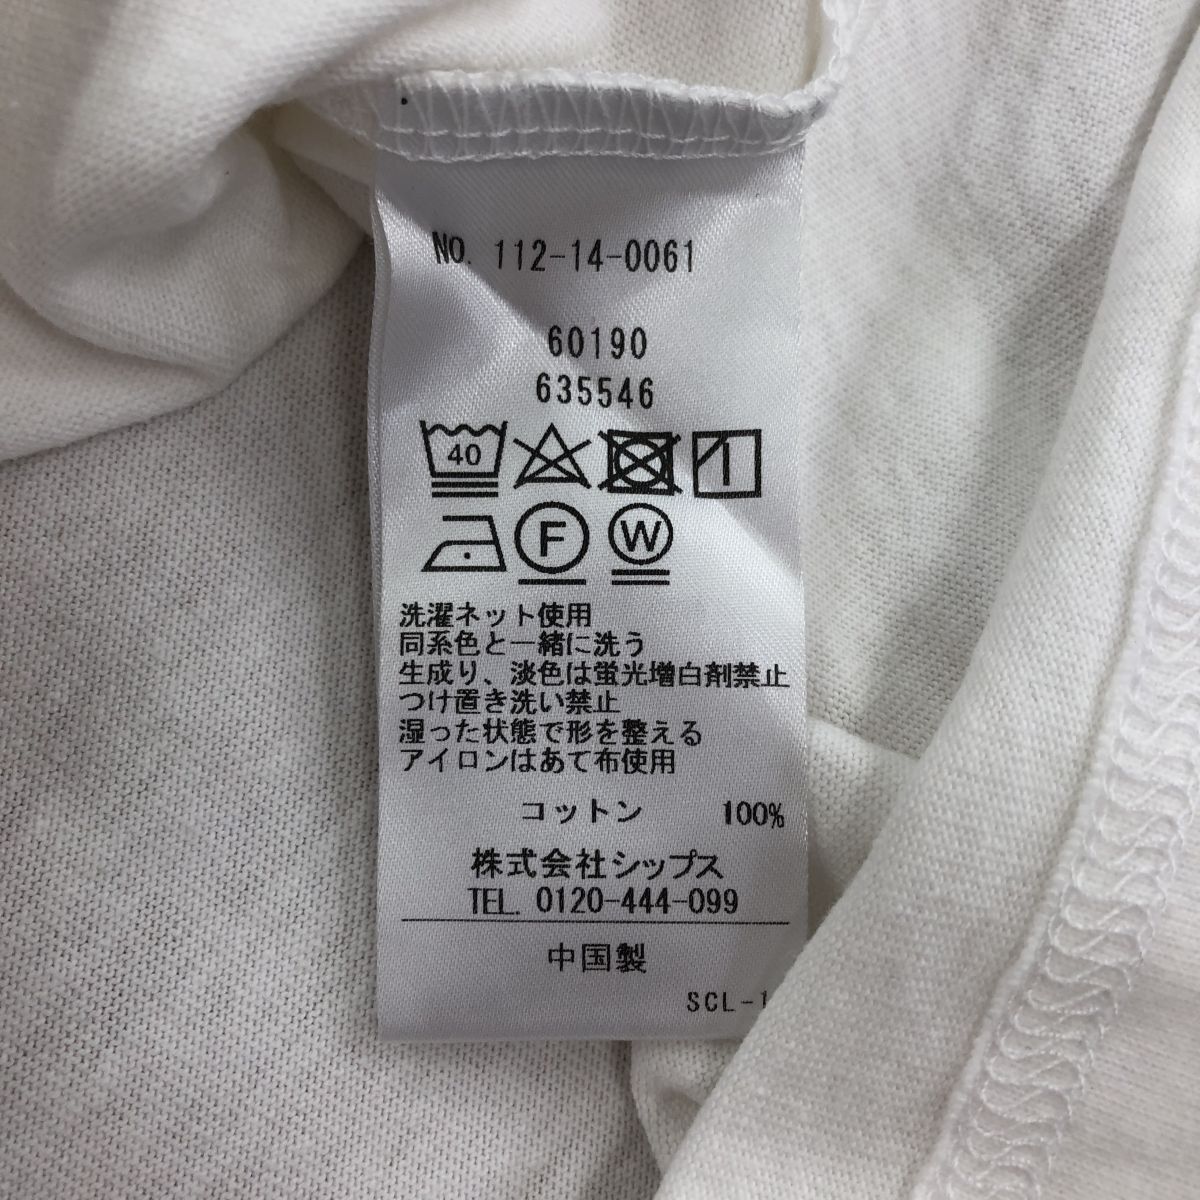 NO. 112-14-0061
60190
635546
40
F W
洗濯ネット使用
同系色と一緒に洗う
生成り、淡色は蛍光増白剤禁止
つけ置き洗い禁止
湿った状態で形を整える
アイロンはあて布使用
コットン 100%
株式会社シップス
TEL. 0120-444-099
中国製
SCL-1